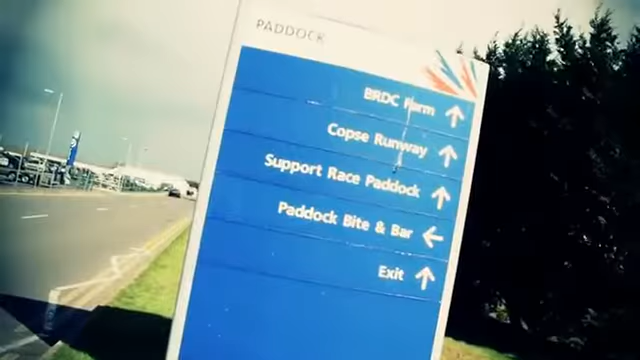 PADDOCK
BRDC Farm
Copse Runway
Support Race Paddock
Paddock Bite & Bar
Exit